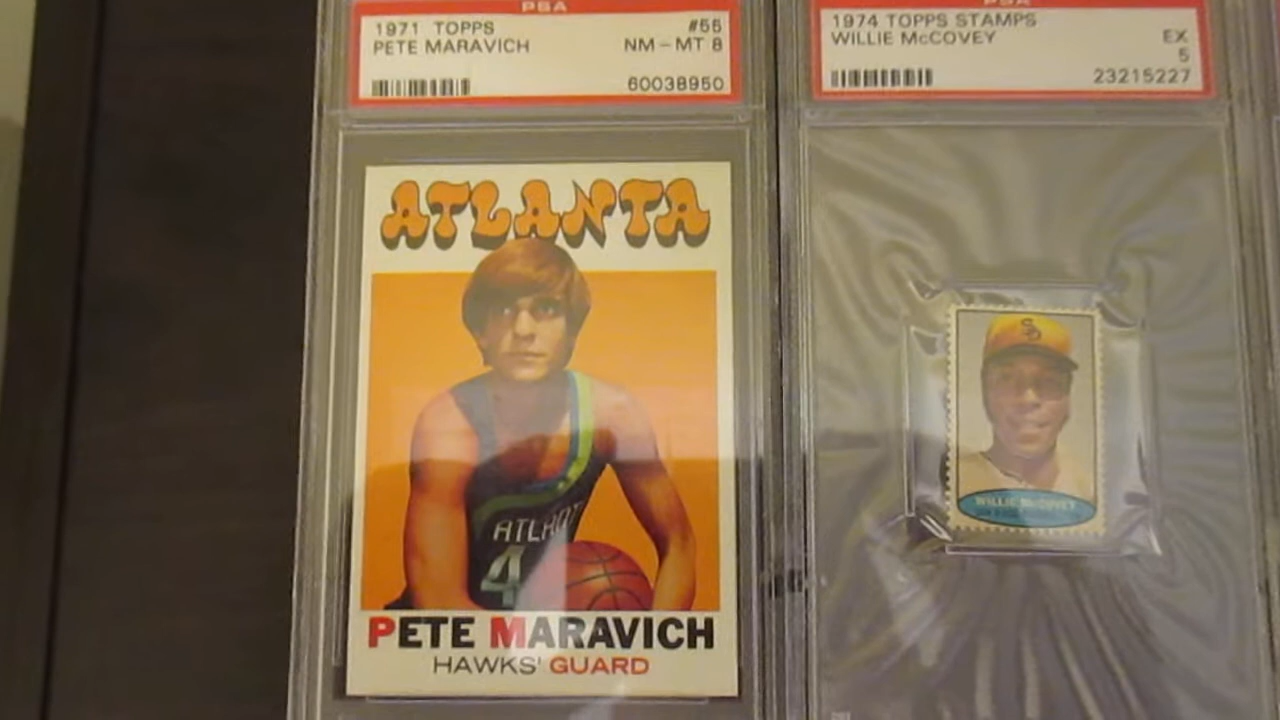 PSA
1971 TOPPS #55
PETE MARAVICH NM-MT 8
60038950
ATLANTA
ATLANT
4
PETE MARAVICH
HAWKS' GUARD
PSA
1974 TOPPS STAMPS
WILLIE McCOVEY EX
5
23215227
SD
WILLIE McCOVEY